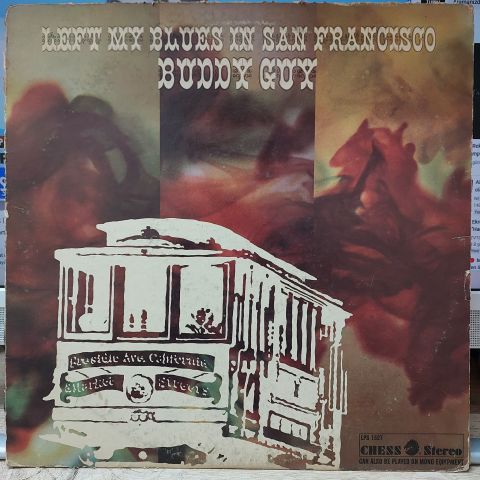 LEFT MY BLUES IN SAN FRANCISCO
BUDDY GUY
Ave. California
Market Streets
LPS 1527
CHESS Stereo
CAN ALSO BE PLAYED ON MONO EQUIPMENT